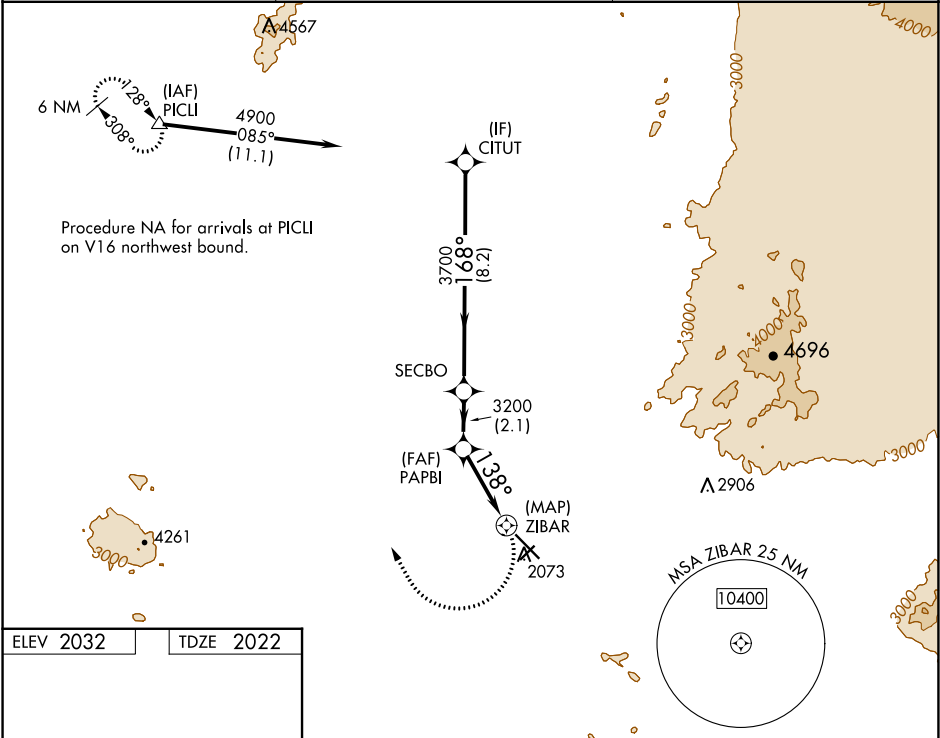 4567
4000
3000
(IAF)
PICLI
128°
6 NM
308°
4900
085°
(11.1)
(IF)
CITUT
Procedure NA for arrivals at PICLI
on V16 northwest bound.
3700
168°
(8.2)
3000
4000
4696
SECBO
3200
(2.1)
(FAF)
PAPBI
138°
3000
2906
(MAP)
ZIBAR
2073
4261
3000
MSA ZIBAR 25 NM
10400
3000
ELEV 2032
TDZE 2022